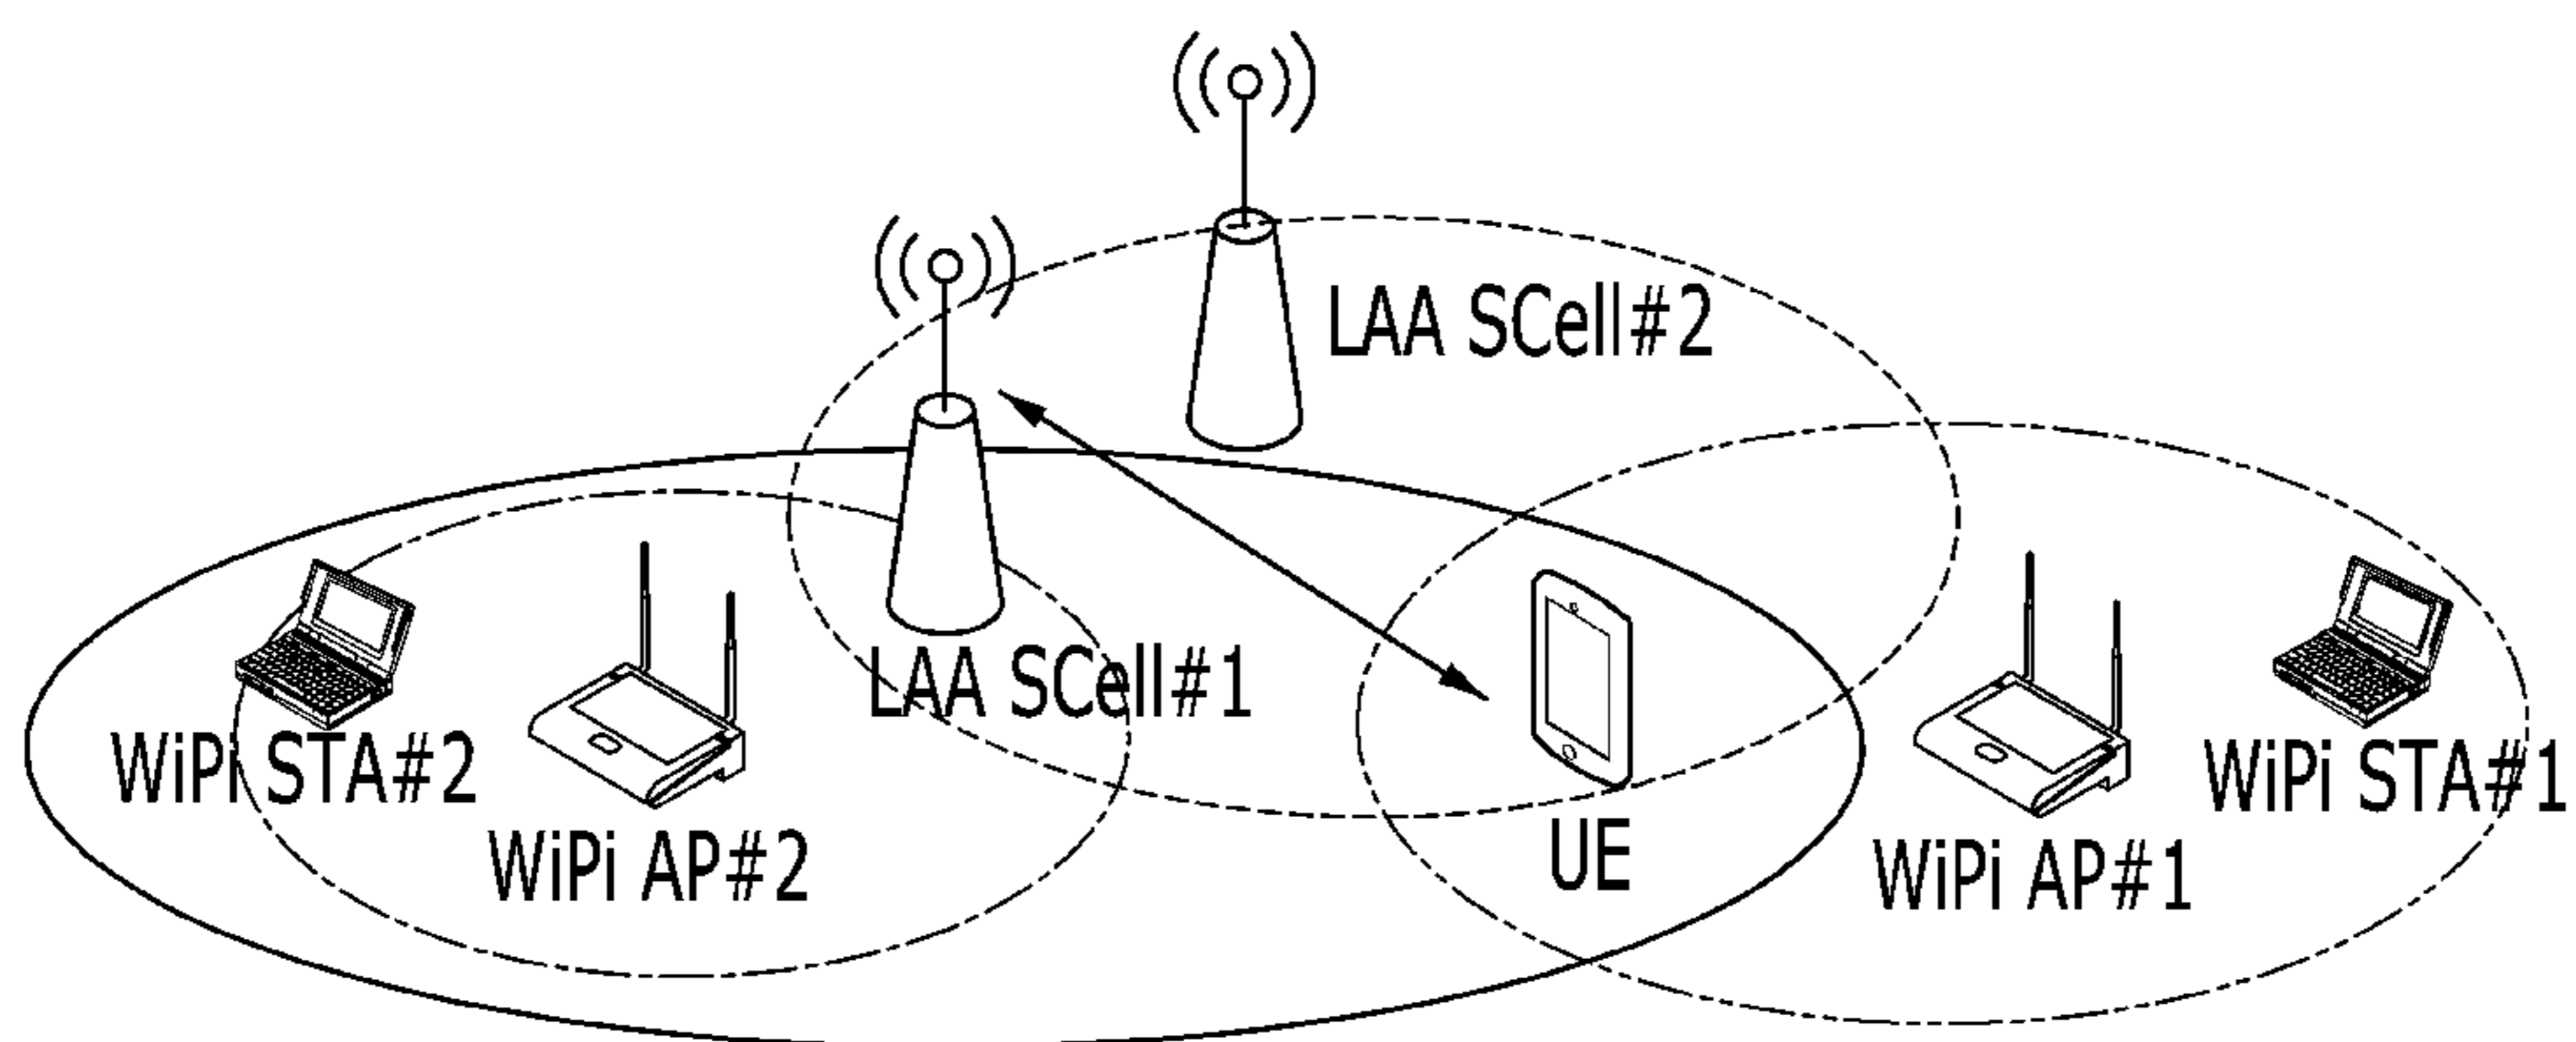 LAA SCell#2
LAA SCell#1
WiPi STA#2
WiPi STA#1
WiPi AP#2
UE
WiPi AP#1